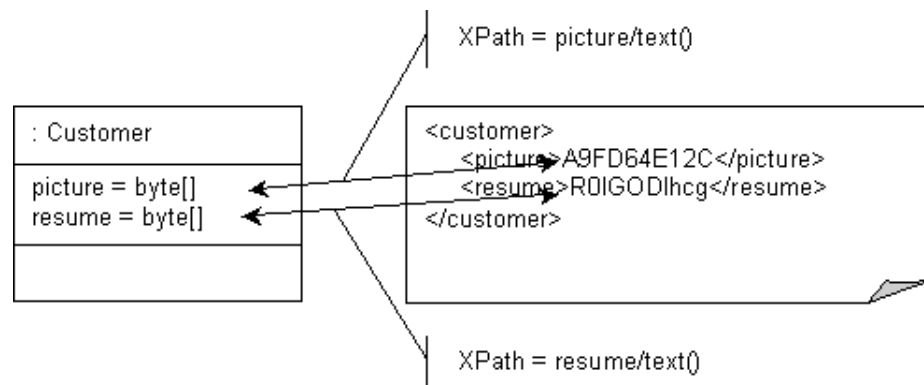 XPath = picture/text()
: Customer
picture = byte[]
resume = byte[]
<customer>
<picture>A9FD64E12C</picture>
<resume>R0lGODlhcg</resume>
</customer>
XPath = resume/text()